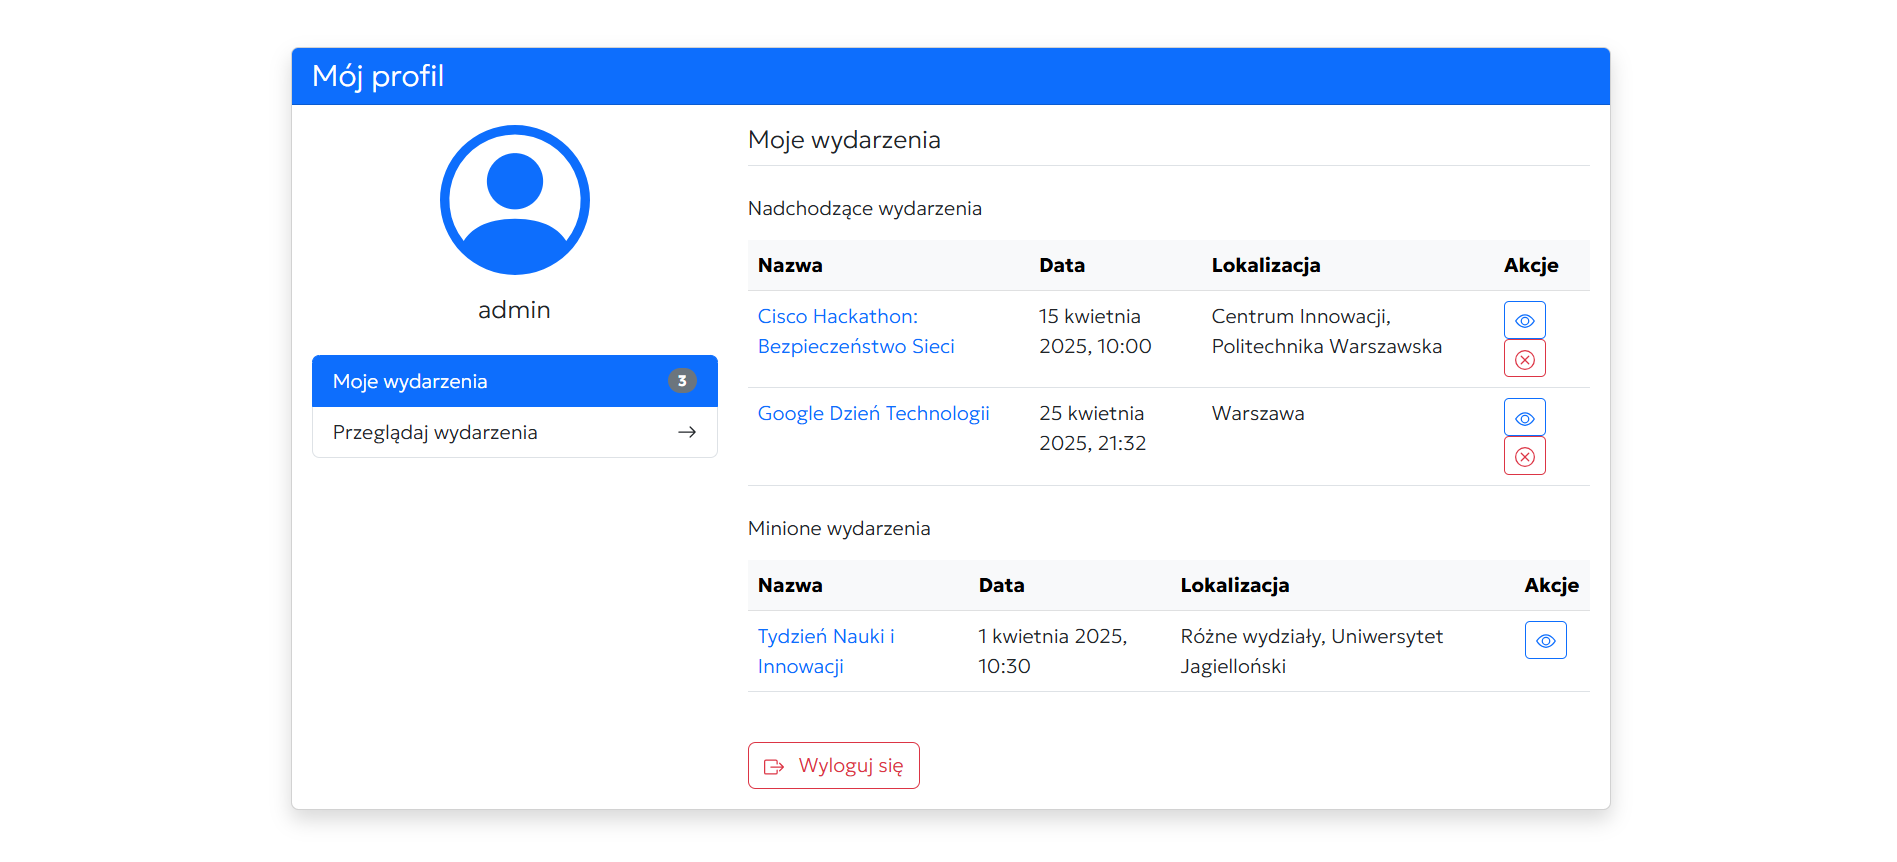 Mój profil
admin
Moje wydarzenia 3
Przeglądaj wydarzenia
Moje wydarzenia
Nadchodzące wydarzenia
Nazwa Data Lokalizacja Akcje
Cisco Hackathon: 15 kwietnia Centrum Innowacji,
Bezpieczeństwo Sieci 2025, 10:00 Politechnika Warszawska
Google Dzień Technologii 25 kwietnia Warszawa
2025, 21:32
Minione wydarzenia
Nazwa Data Lokalizacja Akcje
Tydzień Nauki i 1 kwietnia 2025, Różne wydziały, Uniwersytet
Innowacji 10:30 Jagielloński
Wyloguj się